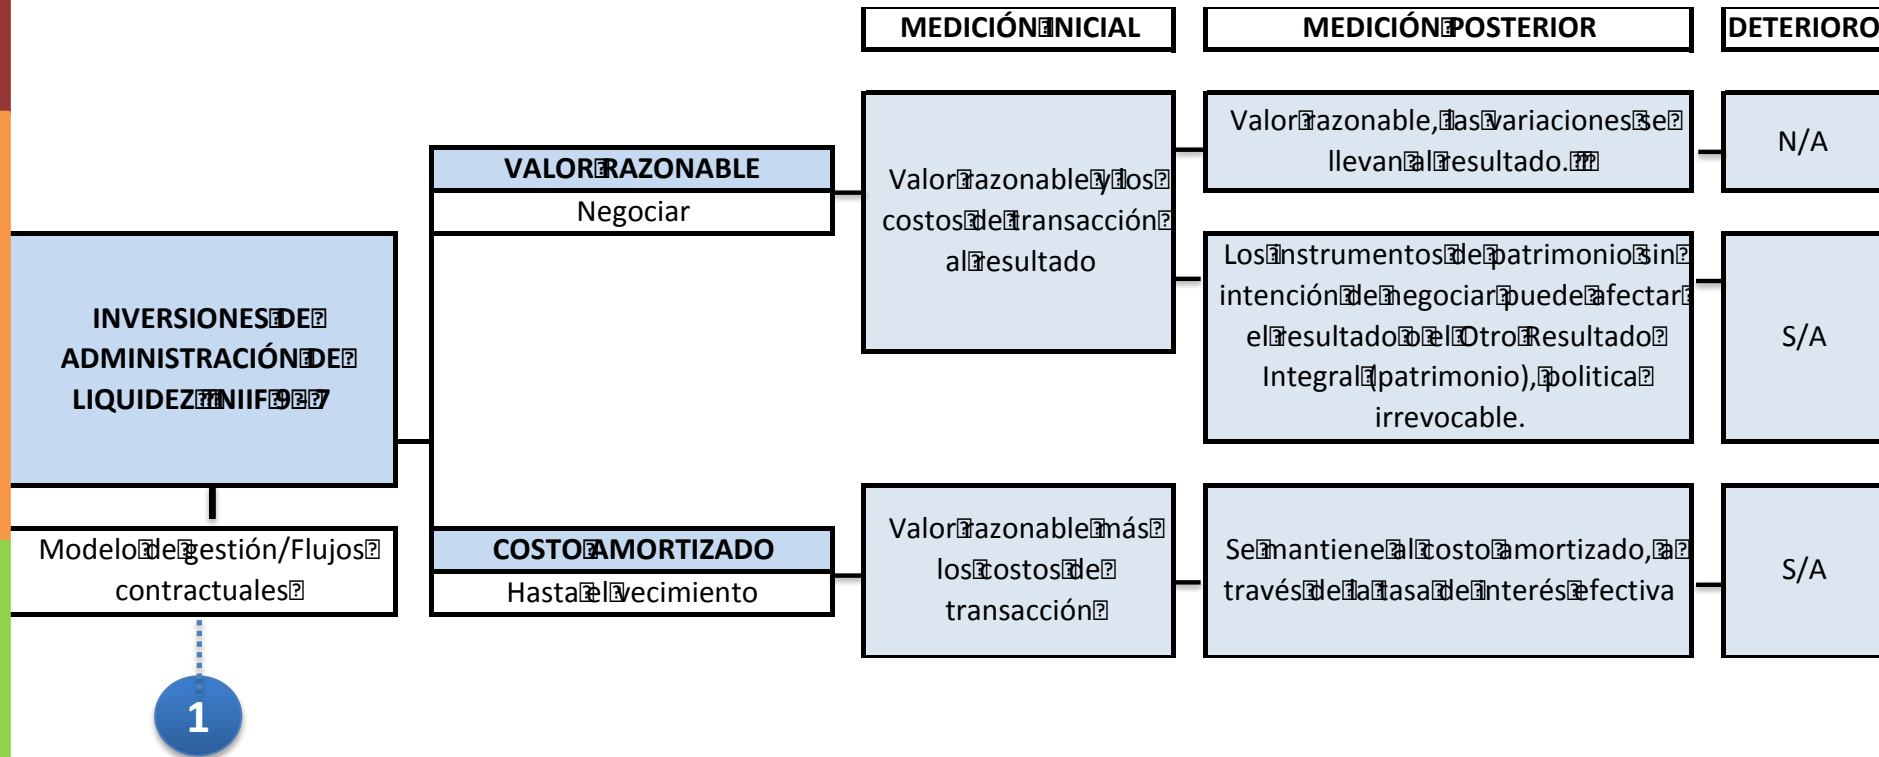 MEDICIÓN INICIAL
MEDICIÓN POSTERIOR
DETERIORO
VALOR RAZONABLE
Negociar
Valor razonable y los
costos de transacción
al resultado
Valor razonable, las variaciones se
llevan al resultado.
N/A
Los instrumentos de patrimonio sin
intención de negociar puede afectar
el resultado o el Otro Resultado
Integral (patrimonio), politica
irrevocable.
S/A
INVERSIONES DE
ADMINISTRACIÓN DE
LIQUIDEZ NIIF 9 - 7
Modelo de gestión/Flujos
contractuales
COSTO AMORTIZADO
Hasta el vecimiento
Valor razonable más
los costos de
transacción
Se mantiene al costo amortizado, a
través de la tasa de interés efectiva
S/A
1